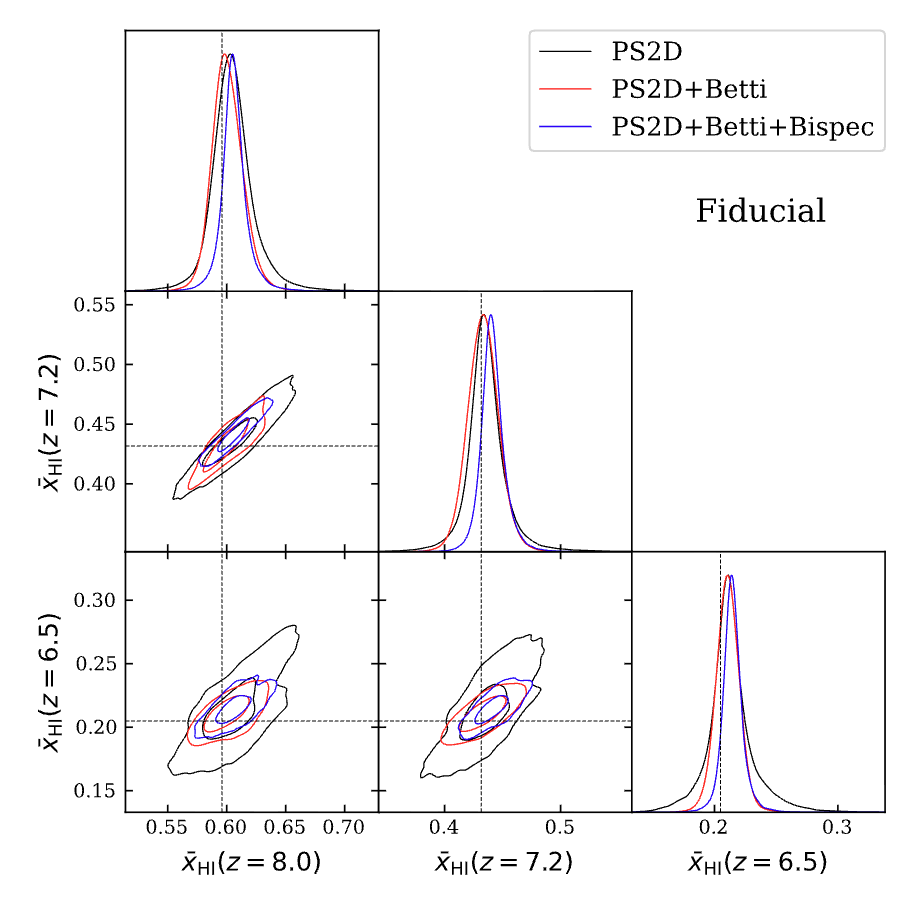 PS2D
PS2D+Betti
PS2D+Betti+Bispec
Fiducial
0.55
0.50
0.45
0.40
x̄HI(z = 7.2)
0.30
0.25
0.20
0.15
x̄HI(z = 6.5)
0.55 0.60 0.65 0.70
0.4 0.5
0.2 0.3
x̄HI(z = 8.0)
x̄HI(z = 7.2)
x̄HI(z = 6.5)